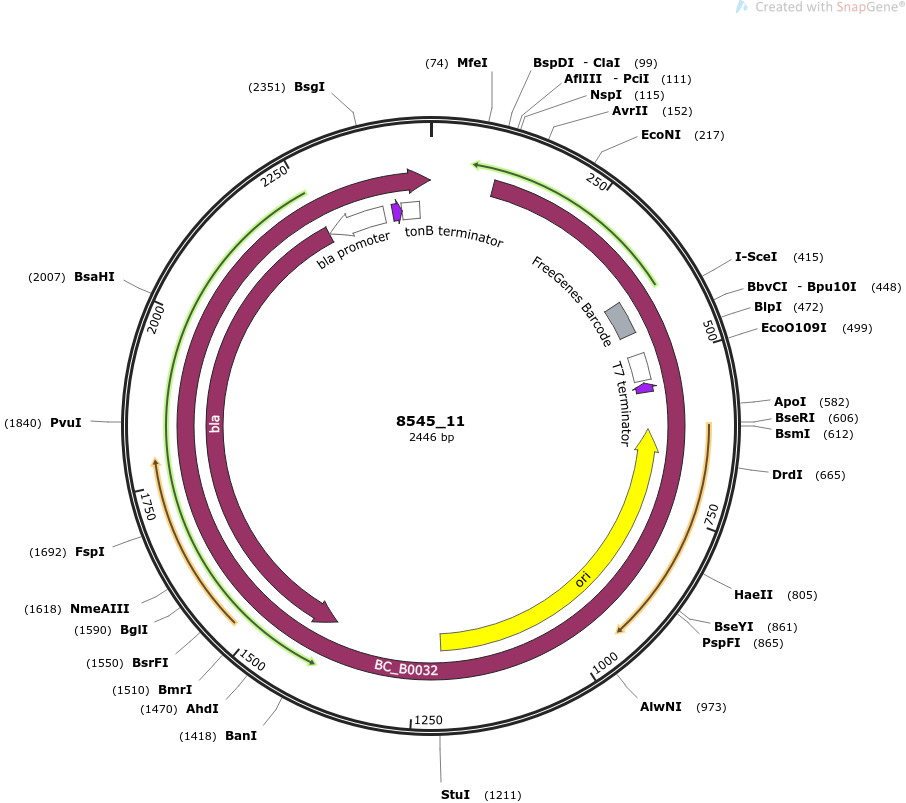 Created with SnapGene®
(74) MfeI
BspDI - ClaI (99)
AflIII - PciI (111)
NspI (115)
AvrII (152)
EcoNI (217)
I-SceI (415)
BbvCI - Bpu10I (448)
BlpI (472)
EcoO109I (499)
ApoI (582)
BseRI (606)
BsmI (612)
DrdI (665)
HaeII (805)
BseYI (861)
PspFI (865)
AlwNI (973)
StuI (1211)
(1418) BanI
(1470) AhdI
(1510) BmrI
(1550) BsrFI
(1590) BglI
(1618) NmeAIII
(1692) FspI
(1840) PvuI
(2007) BsaHI
(2351) BsgI
250
500
750
1000
1250
1500
1750
2000
2250
bla promoter
tonB terminator
FreeGenes Barcode
T7 terminator
bla
ori
BC_B0032
8545_11
2446 bp